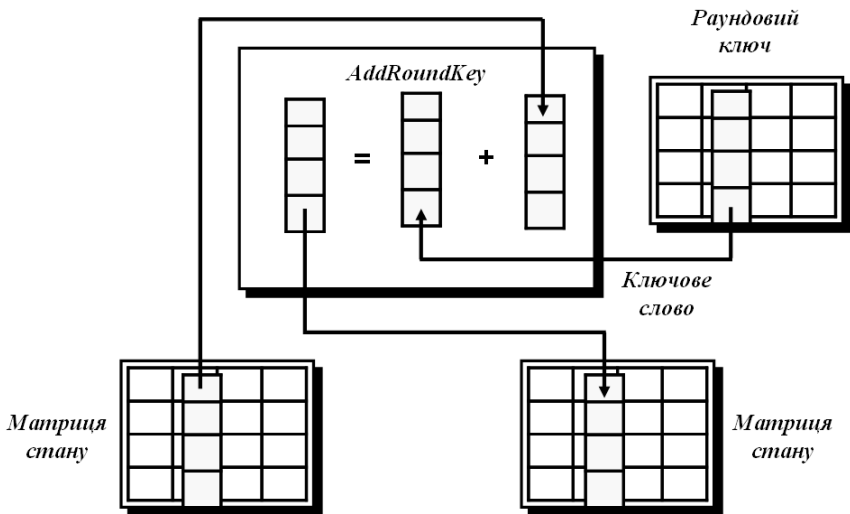 Раундовий
ключ
AddRoundKey
=
+
Ключове
слово
Матриця
стану
Матриця
стану